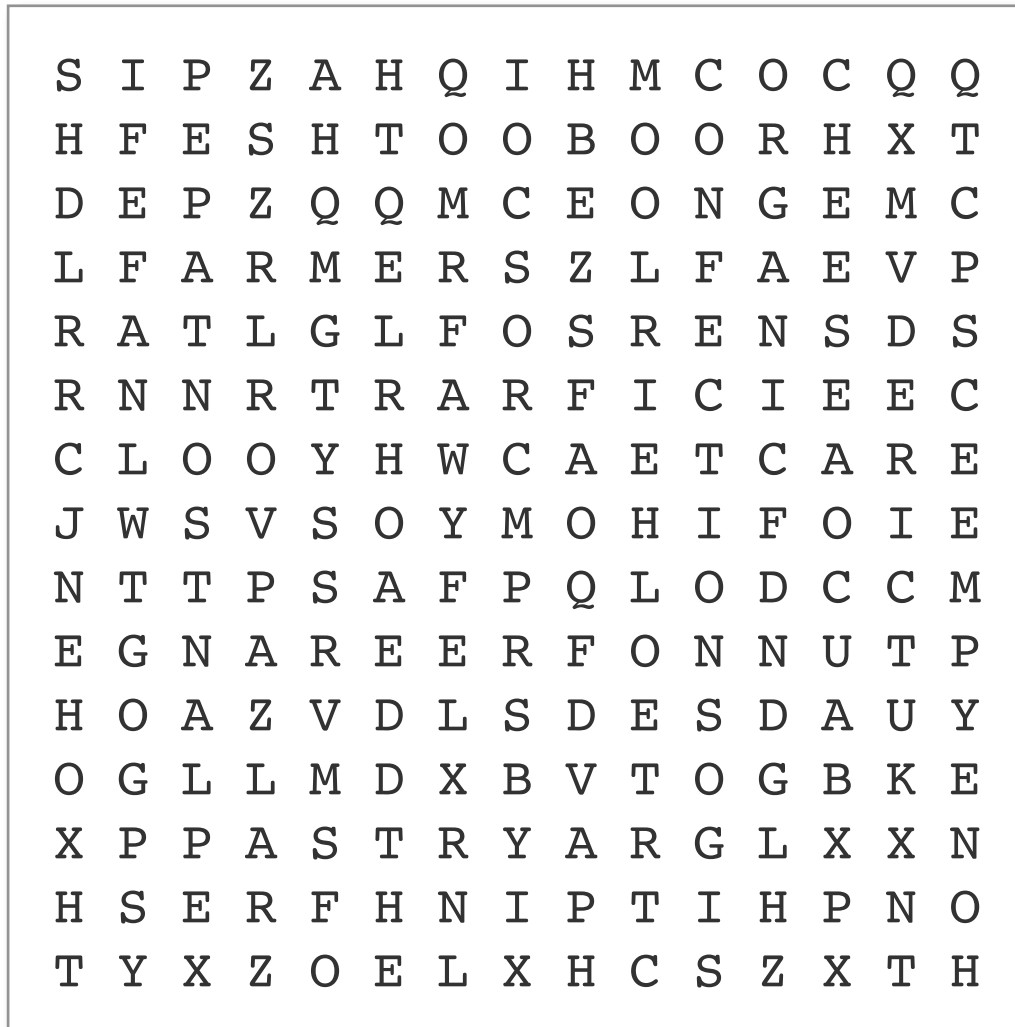 S I P Z A H Q I H M C O C Q Q
H F E S H T O O B O O R H X T
D E P Z Q Q M C E O N G E M C
L F A R M E R S Z L F A E V P
R A T L G L F O S R E N S D S
R N N R T R A R F I C I E E C
C L O O Y H W C A E T C A R E
J W S V S O Y M O H I F O I E
N T T P S A F P Q L O D C C M
E G N A R E E R F O N N U T P
H O A Z V D L S D E S D A U Y
O G L L M D X B V T O G B K E
X P P A S T R Y A R G L X X N
H S E R F H N I P T I H P N O
T Y X Z O E L X H C S Z X T H